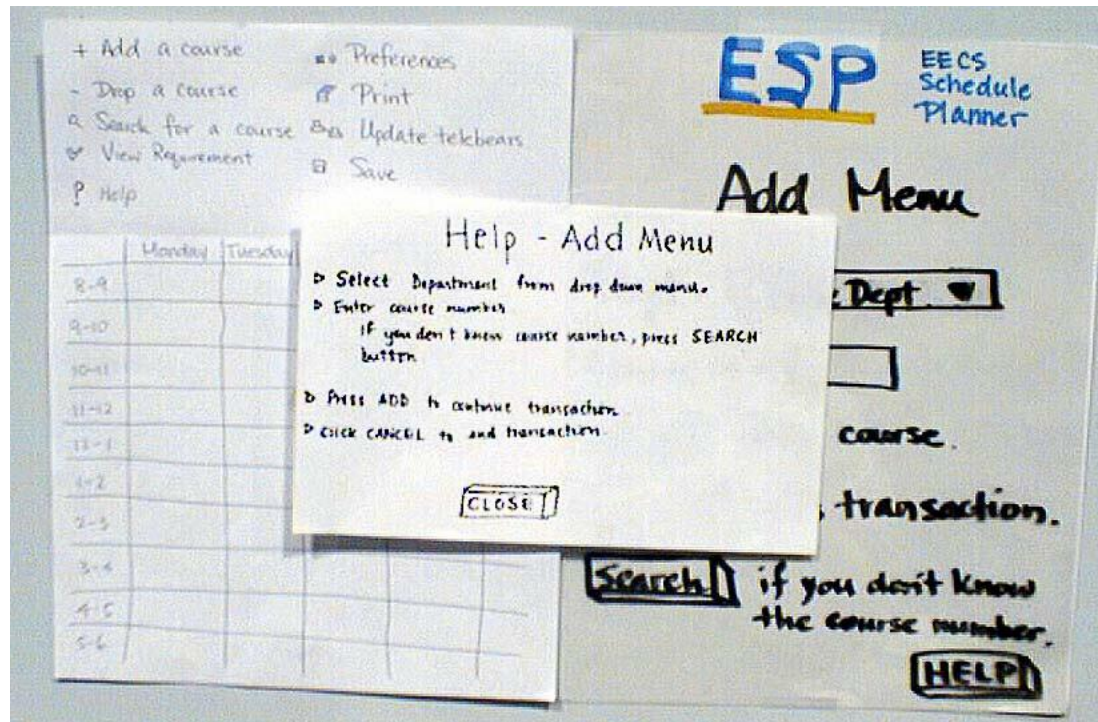 + Add a course
- Drop a course
Search for a course
View Requirement
? Help
Preferences
Print
Update telebears
Save
Monday Tuesday
8-9
9-10
10-11
11-12
12-1
1-2
2-3
3-4
4-5
5-6
Help - Add Menu
Select Department from drop down menu.
Enter course number
if you don't know course number, press SEARCH
button
Press ADD to continue transaction.
Click CANCEL to end transaction.
CLOSE
ESP
EECS
Schedule
Planner
Add Menu
Dept.
course.
transaction.
Search if you don't know
the course number.
HELP